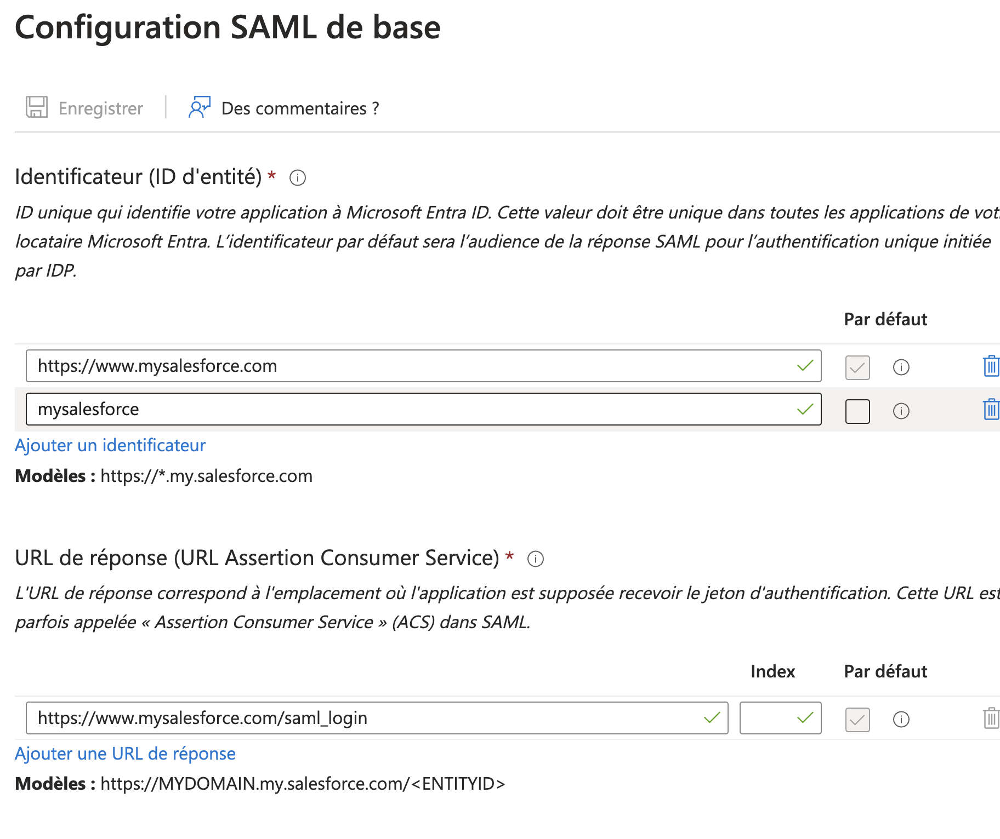 Configuration SAML de base
Enregistrer
Des commentaires ?
Identificateur (ID d'entité) *
ID unique qui identifie votre application à Microsoft Entra ID. Cette valeur doit être unique dans toutes les applications de
locataire Microsoft Entra. L’identificateur par défaut sera l’audience de la réponse SAML pour l’authentification unique initiée
par IDP.
Par défaut
https://www.mysalesforce.com
mysalesforce
Ajouter un identificateur
Modèles : https://*.my.salesforce.com
URL de réponse (URL Assertion Consumer Service) *
L'URL de réponse correspond à l'emplacement où l'application est supposée recevoir le jeton d'authentification. Cette URL est
parfois appelée « Assertion Consumer Service » (ACS) dans SAML.
Index Par défaut
https://www.mysalesforce.com/saml_login
Ajouter une URL de réponse
Modèles : https://MYDOMAIN.my.salesforce.com/<ENTITYID>